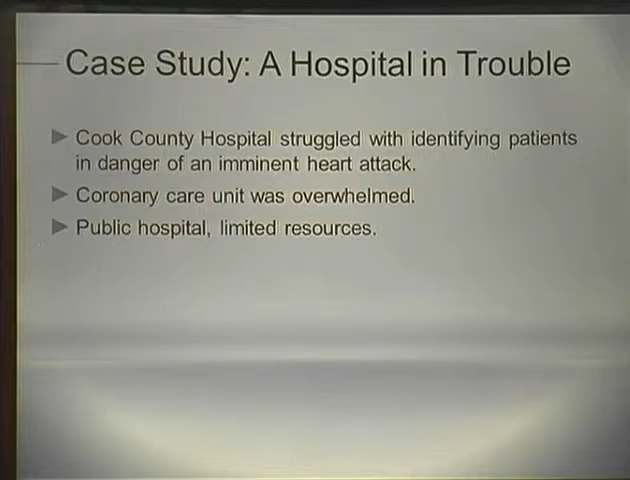 Case Study: A Hospital in Trouble
Cook County Hospital struggled with identifying patients
in danger of an imminent heart attack.
Coronary care unit was overwhelmed.
Public hospital, limited resources.